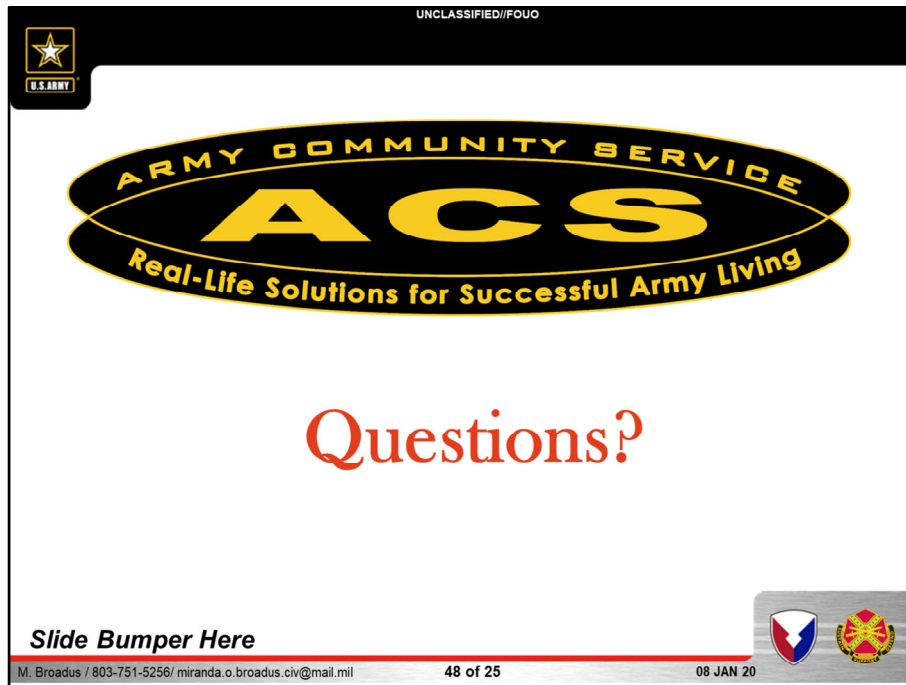 UNCLASSIFIED//FOUO
U.S.ARMY
ARMY COMMUNITY SERVICE
ACS
Real-Life Solutions for Successful Army Living
Questions?
Slide Bumper Here
M. Broadus / 803-751-5256/ miranda.o.broadus.civ@mail.mil
48 of 25
08 JAN 20